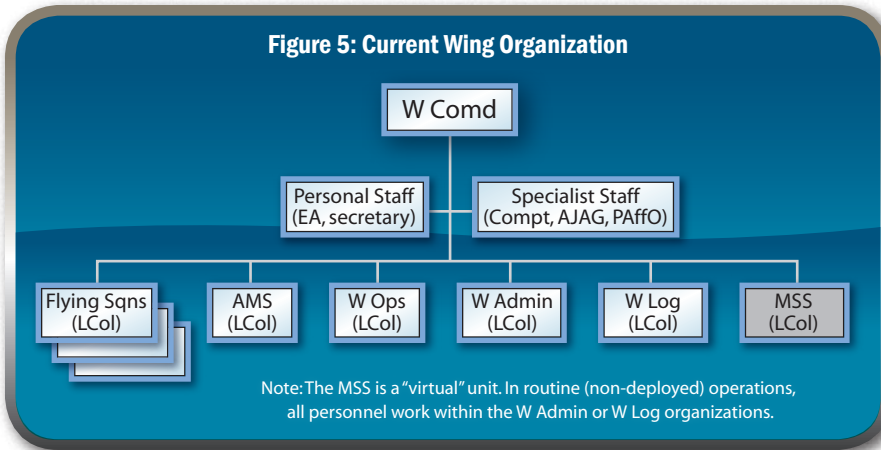 Figure 5: Current Wing Organization
W Comd
Personal Staff
(EA, secretary)
Specialist Staff
(Compt, AJAG, PAffO)
Flying Sqns
(LCol)
AMS
(LCol)
W Ops
(LCol)
W Admin
(LCol)
W Log
(LCol)
MSS
(LCol)
Note: The MSS is a “virtual” unit. In routine (non-deployed) operations,
all personnel work within the W Admin or W Log organizations.